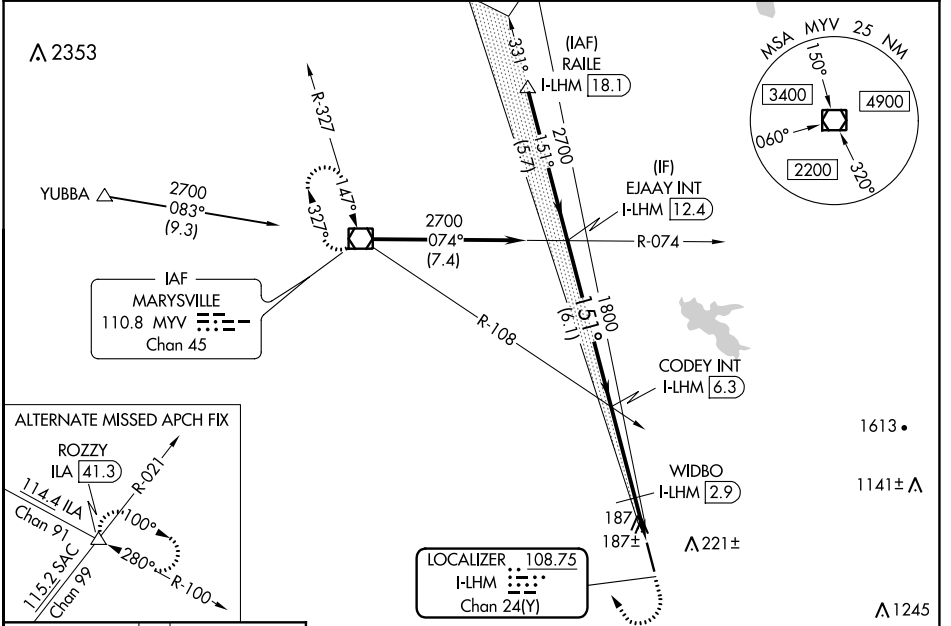 2353
MSA MYV 25 NM
150°
3400
4900
060°
2200
320°
331°
(IAF)
RAILE
I-LHM 18.1
2700
151°
(5.7)
R-327
147°
327°
YUBBA
2700
083°
(9.3)
2700
074°
(7.4)
(IF)
EJAAY INT
I-LHM 12.4
R-074
IAF
MARYSVILLE
110.8 MYV
Chan 45
R-108
1800
151°
(6.1)
CODEY INT
I-LHM 6.3
1613
1141±
WIDBO
I-LHM 2.9
187
187±
221±
1245
LOCALIZER 108.75
I-LHM
Chan 24(Y)
ALTERNATE MISSED APCH FIX
ROZZY
ILA 41.3
R-021
114.4 ILA
Chan 91
100°
280°
R-100
115.2 SAC
Chan 99